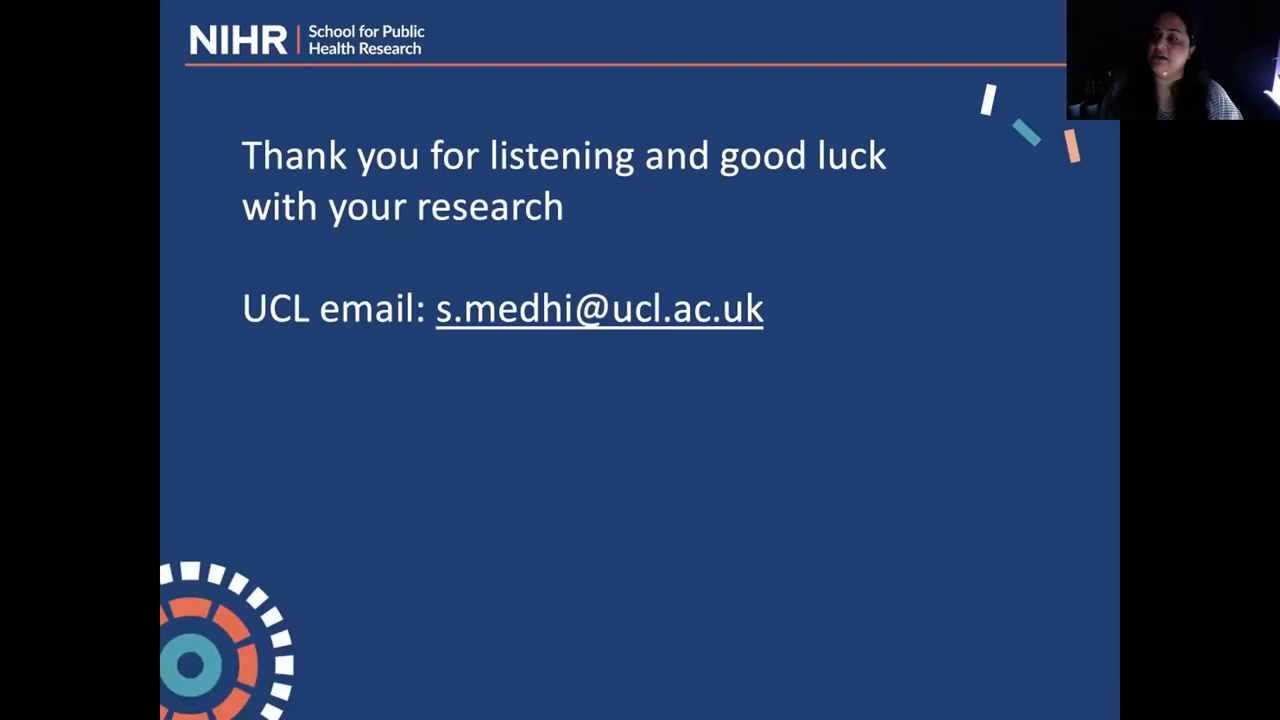 NIHR
School for Public
Health Research
Thank you for listening and good luck
with your research
UCL email: s.medhi@ucl.ac.uk